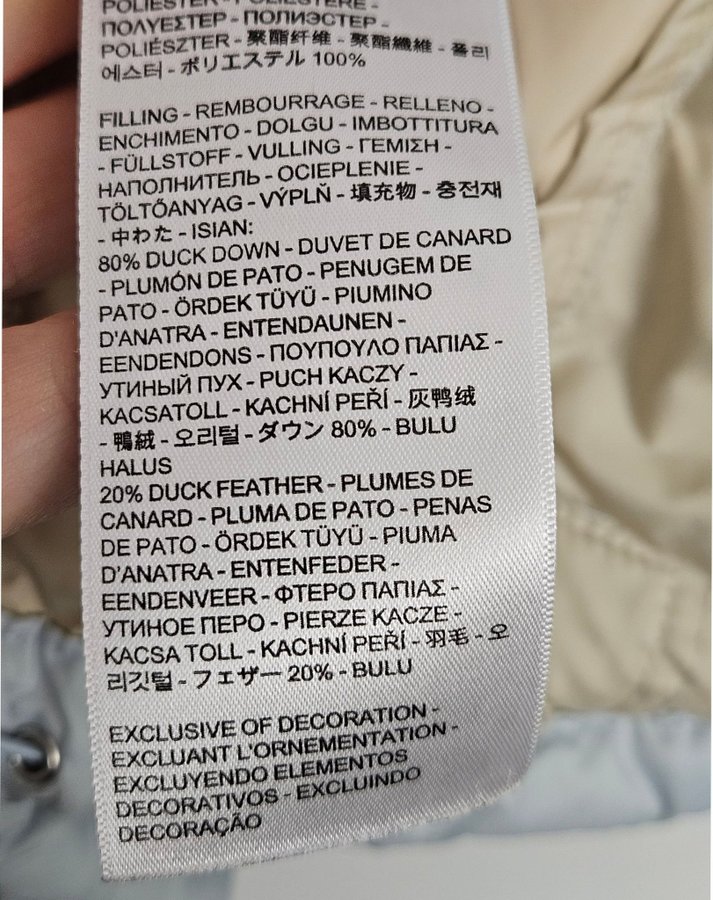 POLIESTER - POLIÉSTERE -
ΠΟΛΥΕΣΤΕΡ - ПОЛИЭСТЕР -
POLIÉSZTER - 聚酯纤维 - 聚酯纖維 - 폴리
에스터 - ポリエステル 100%
FILLING - REMBOURRAGE - RELLENO -
ENCHIMENTO - DOLGU - IMBOTTITURA
- FÜLLSTOFF - VULLING - ΓΕΜΙΣΗ -
НАПОЛНИТЕЛЬ - OCIEPLENIE -
TÖLTŐANYAG - VÝPLŇ - 填充物 - 충전재
- 中わた - ISIAN:
80% DUCK DOWN - DUVET DE CANARD
- PLUMÓN DE PATO - PENUGEM DE
PATO - ÖRDEK TÜYÜ - PIUMINO
D'ANATRA - ENTENDAUNEN -
EENDENDONS - ΠΟΥΠΟΥΛΟ ΠΑΠΙΑΣ -
УТИНЫЙ ПУХ - PUCH KACZY -
KACSATOLL - KACHNÍ PEŘÍ - 灰鸭绒
- 鴨絨 - 오리털 - ダウン 80% - BULU
HALUS
20% DUCK FEATHER - PLUMES DE
CANARD - PLUMA DE PATO - PENAS
DE PATO - ÖRDEK TÜYÜ - PIUMA
D'ANATRA - ENTENFEDER -
EENDENVEER - ΦΤΕΡΟ ΠΑΠΙΑΣ -
УТИНОЕ ПЕРО - PIERZE KACZE -
KACSA TOLL - KACHNÍ PEŘÍ - 羽毛 - 오
리깃털 - フェザー 20% - BULU
EXCLUSIVE OF DECORATION -
EXCLUANT L'ORNEMENTATION -
EXCLUYENDO ELEMENTOS
DECORATIVOS - EXCLUINDO
DECORAÇÃO